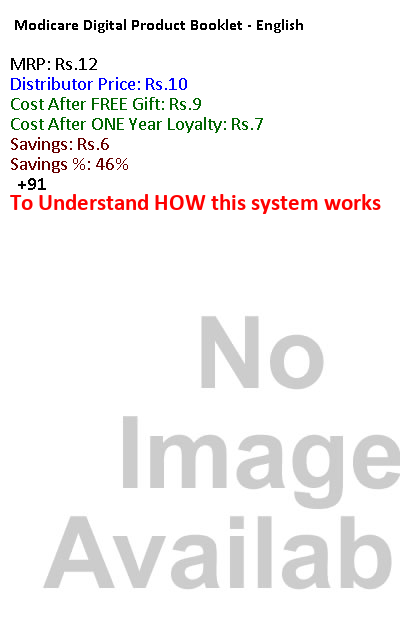 Modicare Digital Product Booklet - English
MRP: Rs.12
Distributor Price: Rs.10
Cost After FREE Gift: Rs.9
Cost After ONE Year Loyalty: Rs.7
Savings: Rs.6
Savings %: 46%
+91
To Understand HOW this system works
No
Image
Availab